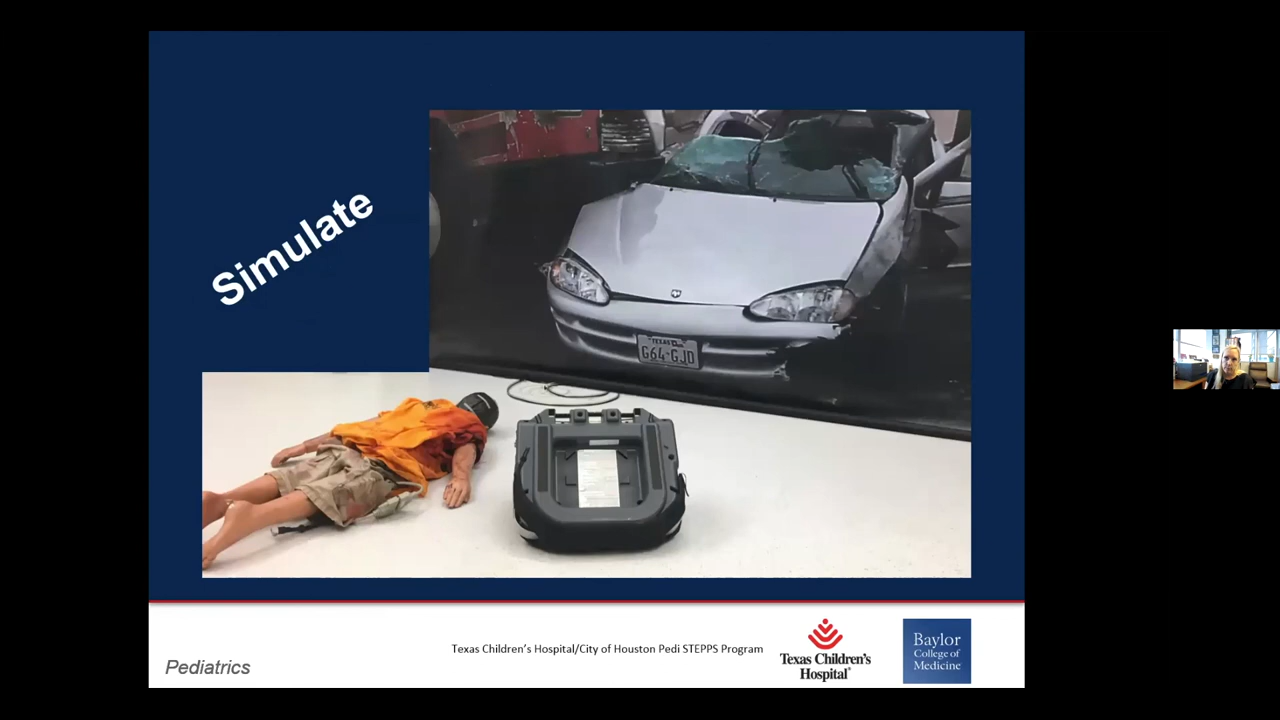 Simulate
TEXAS
G64-GJD
Texas Children's Hospital/City of Houston Pedi STEPPS Program
Pediatrics
Texas Children's
Hospital®
Baylor
College of
Medicine